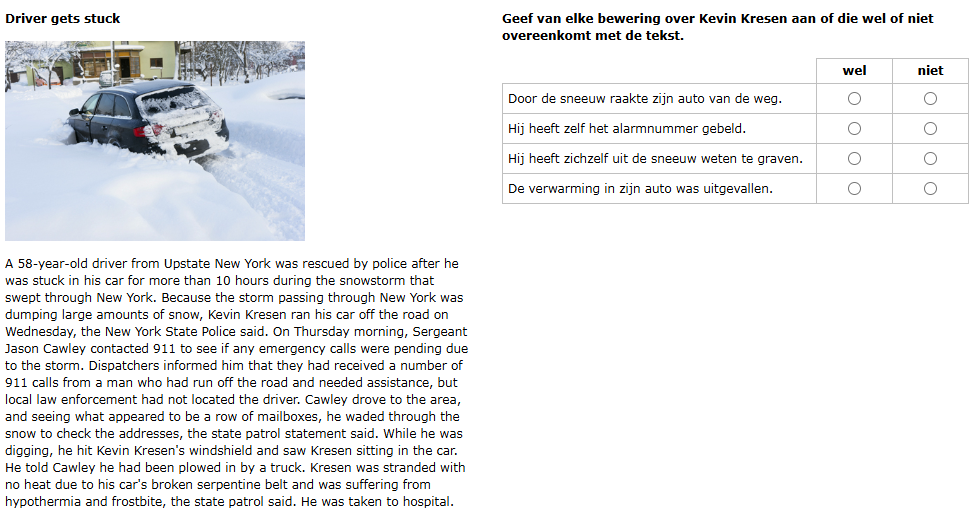 Driver gets stuck
A 58-year-old driver from Upstate New York was rescued by police after he
was stuck in his car for more than 10 hours during the snowstorm that
swept through New York. Because the storm passing through New York was
dumping large amounts of snow, Kevin Kresen ran his car off the road on
Wednesday, the New York State Police said. On Thursday morning, Sergeant
Jason Cawley contacted 911 to see if any emergency calls were pending due
to the storm. Dispatchers informed him that they had received a number of
911 calls from a man who had run off the road and needed assistance, but
local law enforcement had not located the driver. Cawley drove to the area,
and seeing what appeared to be a row of mailboxes, he waded through the
snow to check the addresses, the state patrol statement said. While he was
digging, he hit Kevin Kresen's windshield and saw Kresen sitting in the car.
He told Cawley he had been plowed in by a truck. Kresen was stranded with
no heat due to his car's broken serpentine belt and was suffering from
hypothermia and frostbite, the state patrol said. He was taken to hospital.
Geef van elke bewering over Kevin Kresen aan of die wel of niet
overeenkomt met de tekst.
wel niet
Door de sneeuw raakte zijn auto van de weg.
Hij heeft zelf het alarmnummer gebeld.
Hij heeft zichzelf uit de sneeuw weten te graven.
De verwarming in zijn auto was uitgevallen.